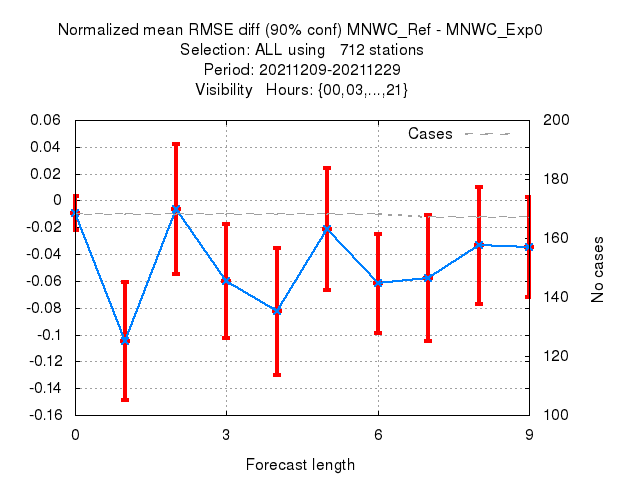 Normalized mean RMSE diff (90% conf) MNWC_Ref - MNWC_Exp0
Selection: ALL using   712 stations
Period: 20211209-20211229
Visibility   Hours: {00,03,...,21}
Cases
0.06
0.04
0.02
0
-0.02
-0.04
-0.06
-0.08
-0.1
-0.12
-0.14
-0.16
200
180
160
140
120
100
No cases
0 3 6 9
Forecast length